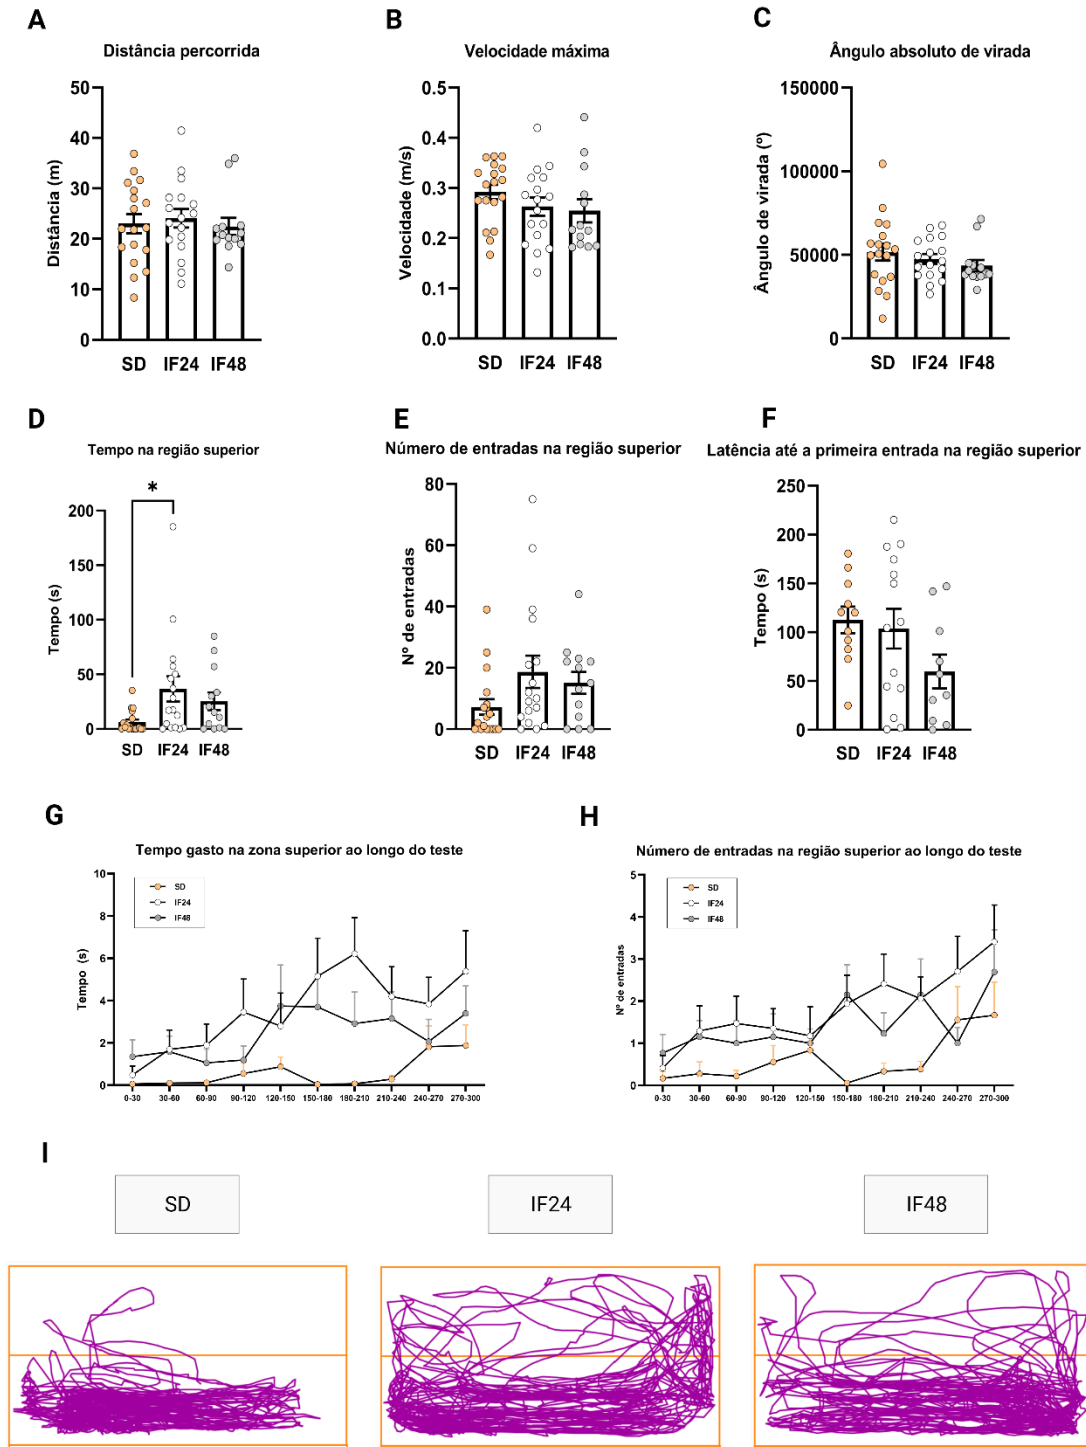 A
Distância percorrida
Distância (m)
50
40
30
20
10
0
SD IF24 IF48
B
Velocidade máxima
Velocidade (m/s)
0.5
0.4
0.3
0.2
0.1
0.0
SD IF24 IF48
C
Ângulo absoluto de virada
Ângulo de virada (º)
150000
100000
50000
0
SD IF24 IF48
D
Tempo na região superior
*
Tempo (s)
200
150
100
50
0
SD IF24 IF48
E
Número de entradas na região superior
Nº de entradas
80
60
40
20
0
SD IF24 IF48
F
Latência até a primeira entrada na região superior
Tempo (s)
250
200
150
100
50
0
SD IF24 IF48
G
Tempo gasto na zona superior ao longo do teste
SD
IF24
IF48
Tempo (s)
10
8
6
4
2
0
0-30 30-60 60-90 90-120 120-150 150-180 180-210 210-240 240-270 270-300
H
Número de entradas na região superior ao longo do teste
SD
IF24
IF48
Nº de entradas
5
4
3
2
1
0
0-30 30-60 60-90 90-120 120-150 150-180 180-210 210-240 240-270 270-300
I
SD
IF24
IF48